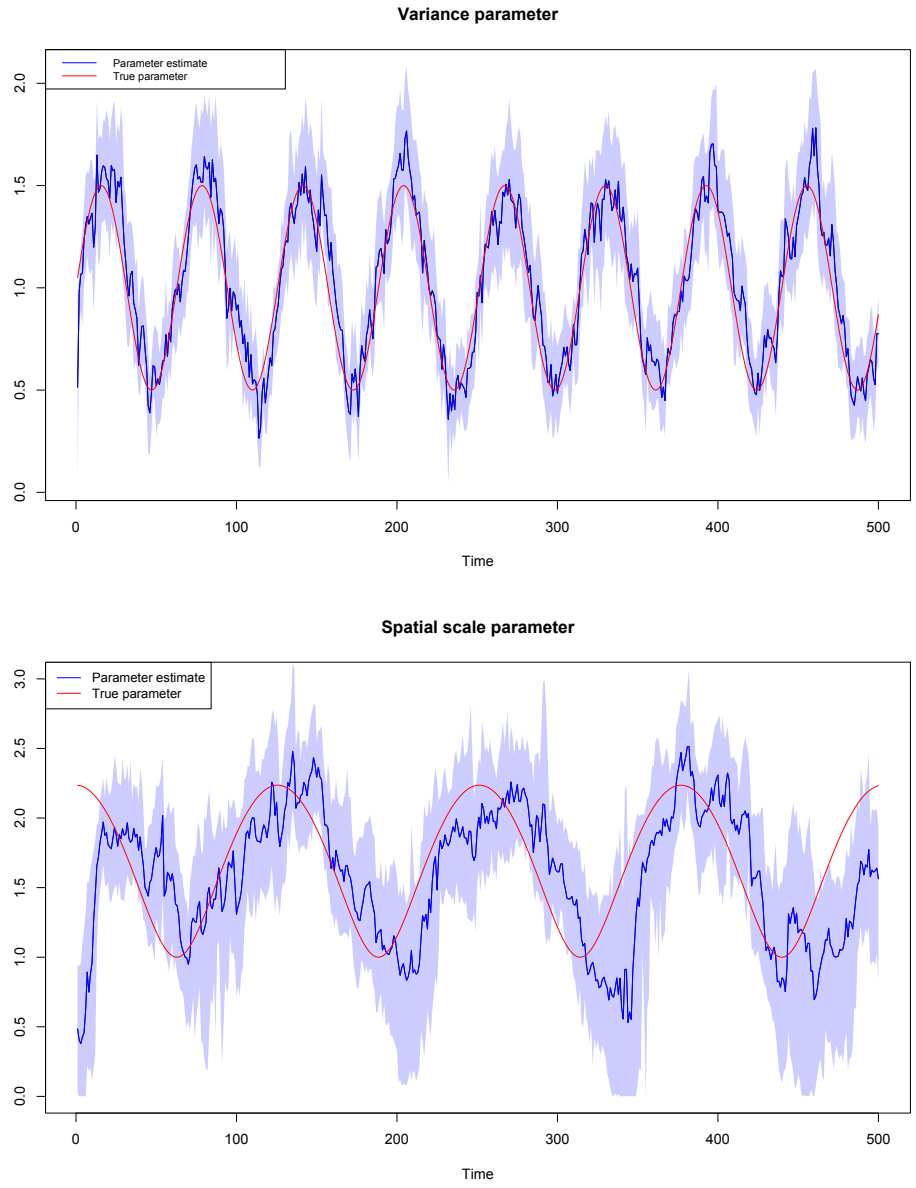 Variance parameter
Parameter estimate
True parameter
2.0
1.5
1.0
0.5
0.0
0 100 200 300 400 500
Time
Spatial scale parameter
Parameter estimate
True parameter
3.0
2.5
2.0
1.5
1.0
0.5
0.0
0 100 200 300 400 500
Time